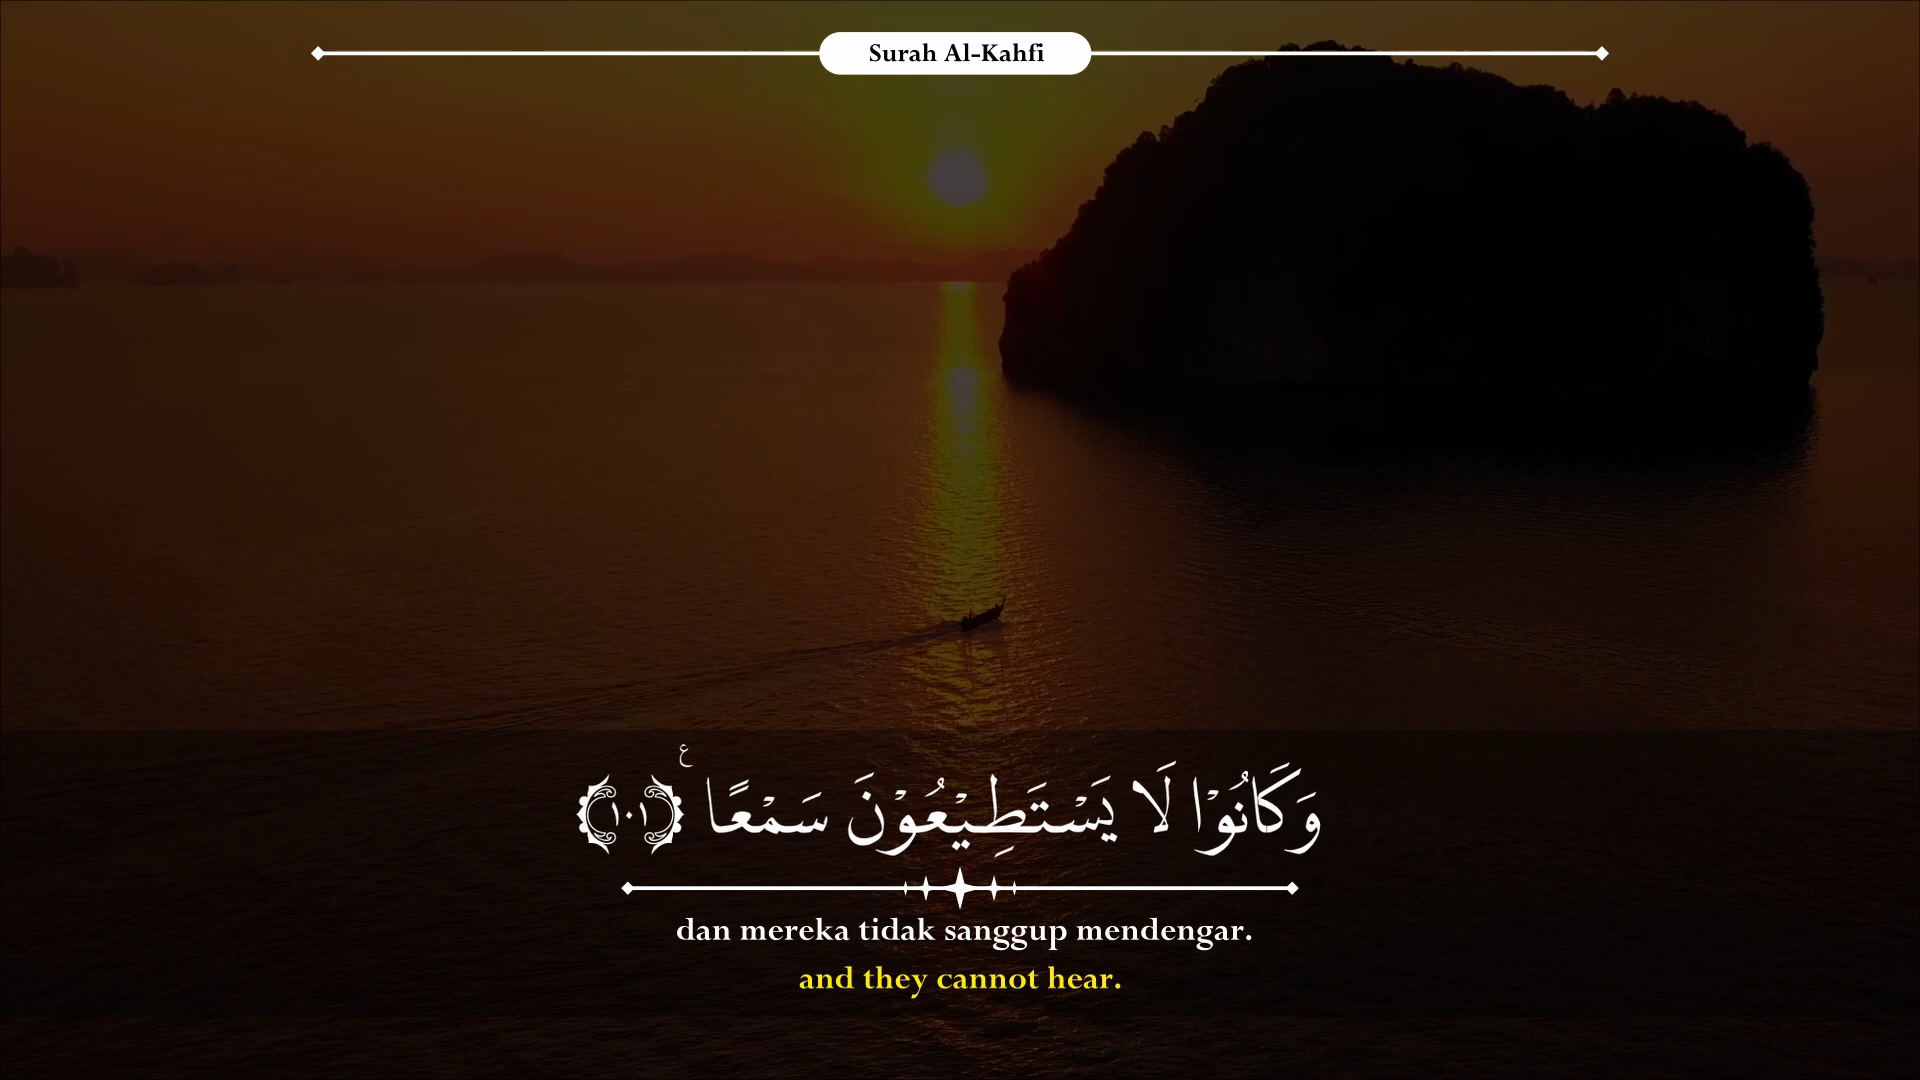 Surah Al-Kahfi
وَكَانُوْا لَا يَسْتَطِيْعُوْنَ سَمْعًا ࣖ ١٠١
dan mereka tidak sanggup mendengar.
and they cannot hear.